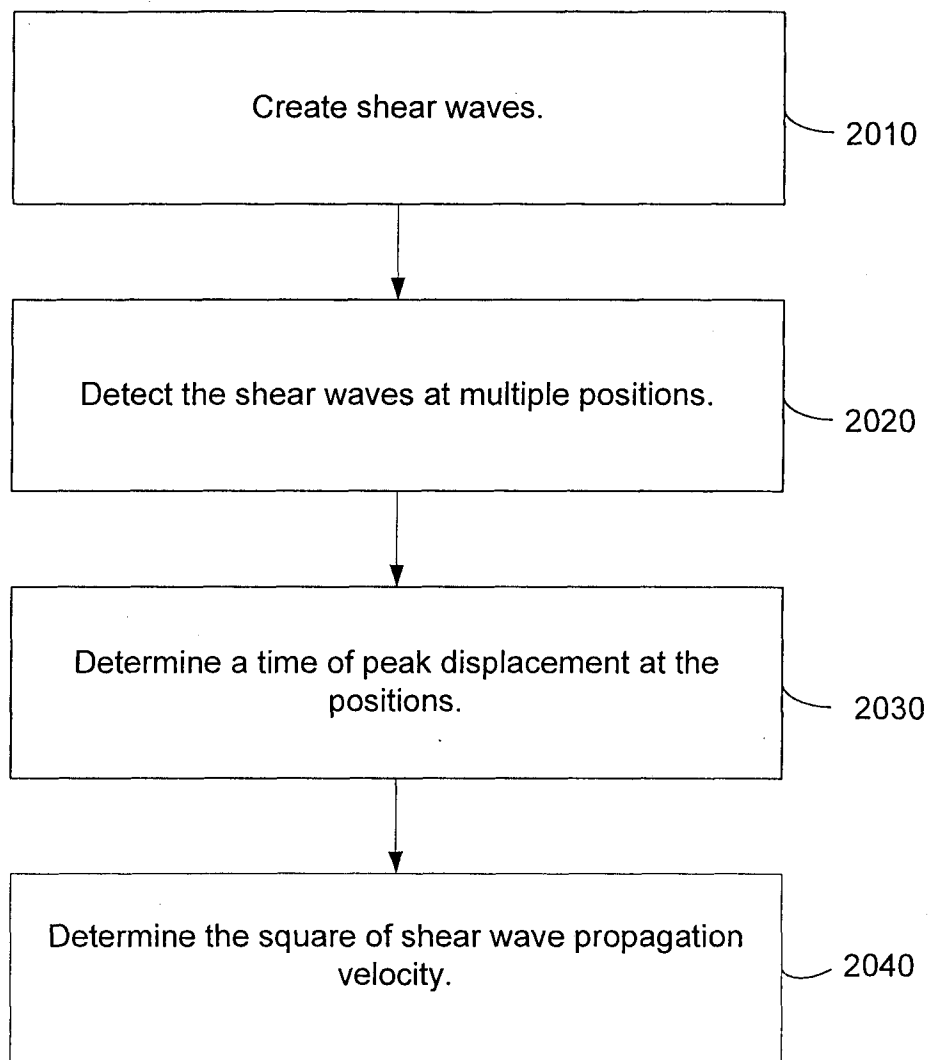 Create shear waves.
2010
Detect the shear waves at multiple positions.
2020
Determine a time of peak displacement at the
positions.
2030
Determine the square of shear wave propagation
velocity.
2040